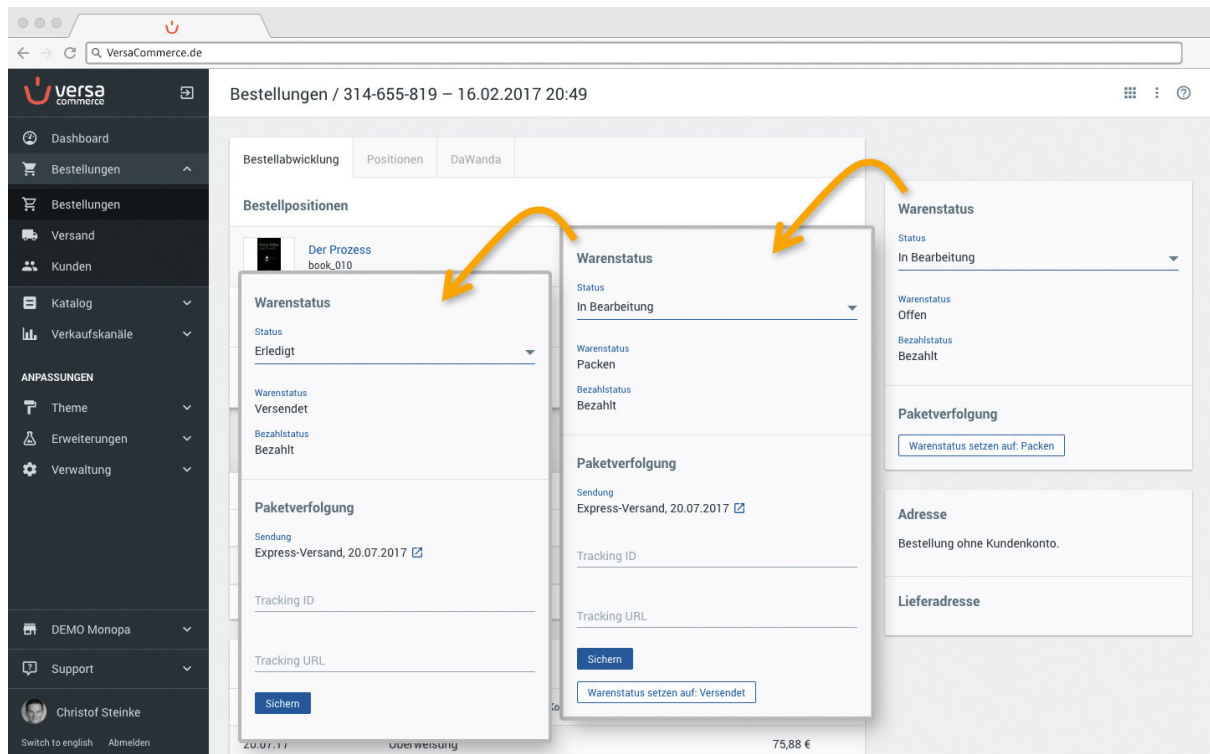 VersaCommerce.de
versa
commerce
Bestellungen / 314-655-819 – 16.02.2017 20:49
Dashboard
Bestellungen
Bestellungen
Versand
Kunden
Katalog
Verkaufskanäle
ANPASSUNGEN
Theme
Erweiterungen
Verwaltung
DEMO Monopa
Support
Christof Steinke
Switch to english Abmelden
Bestellabwicklung Positionen DaWanda
Bestellpositionen
Der Prozess
book_010
Warenstatus
Status
Erledigt
Warenstatus
Versendet
Bezahlstatus
Bezahlt
Paketverfolgung
Sendung
Express-Versand, 20.07.2017
Tracking ID
Tracking URL
Sichern
20.07.17 Überweisung 75,88 €
Warenstatus
Status
In Bearbeitung
Warenstatus
Packen
Bezahlstatus
Bezahlt
Paketverfolgung
Sendung
Express-Versand, 20.07.2017
Tracking ID
Tracking URL
Sichern
Warenstatus setzen auf: Versendet
Warenstatus
Status
In Bearbeitung
Warenstatus
Offen
Bezahlstatus
Bezahlt
Paketverfolgung
Warenstatus setzen auf: Packen
Adresse
Bestellung ohne Kundenkonto.
Lieferadresse